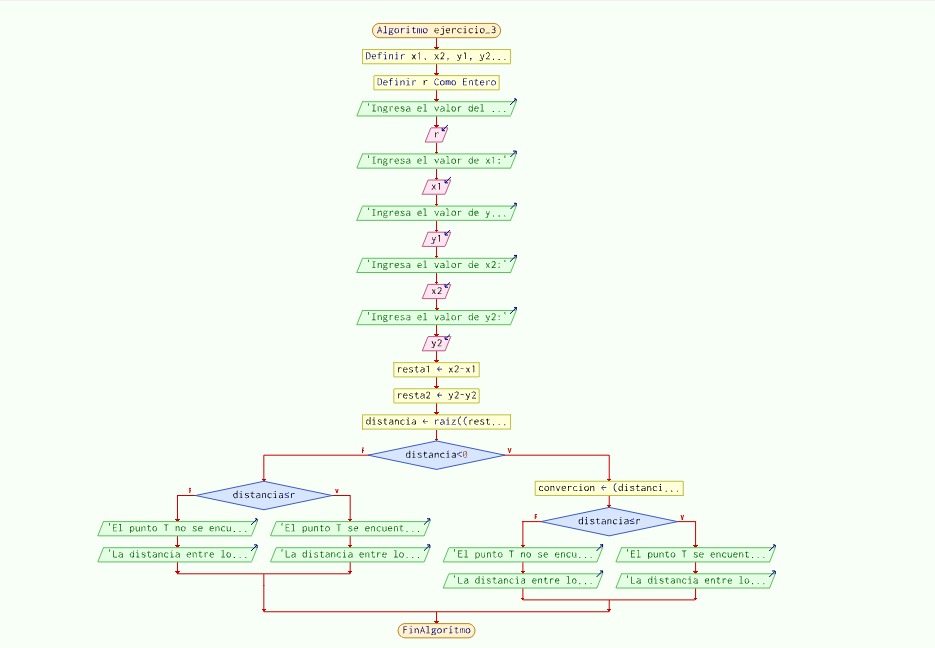 Algoritmo ejercicio_3
Definir x1, x2, y1, y2...
Definir r Como Entero
'Ingresa el valor del ...
r
'Ingresa el valor de x1:'
x1
'Ingresa el valor de y...
y1
'Ingresa el valor de x2:'
x2
'Ingresa el valor de y2:'
y2
resta1 ← x2-x1
resta2 ← y2-y2
distancia ← raiz((rest...
F
distancia<0
V
convercion ← (distanci...
F
distancia≤r
V
F
distancia≤r
V
'El punto T no se encu...
'El punto T se encuent...
'El punto T no se encu...
'El punto T se encuent...
'La distancia entre lo...
'La distancia entre lo...
'La distancia entre lo...
'La distancia entre lo...
FinAlgoritmo